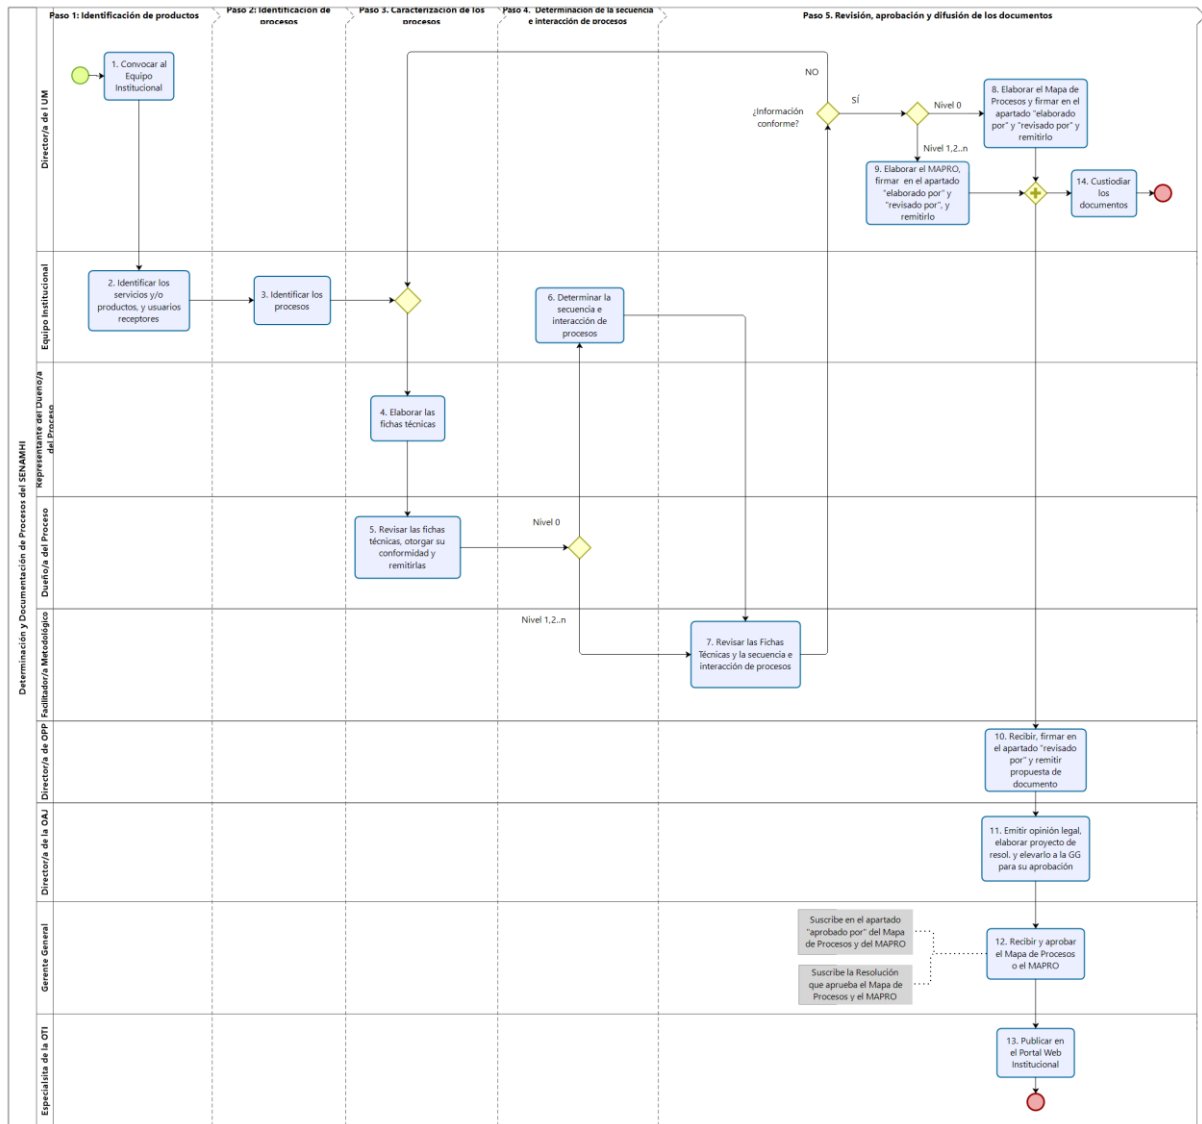 Paso 1: Identificación de productos
Paso 2: Identificación de
procesos
Paso 3. Caracterización de los
procesos
Paso 4. Determinación de la secuencia
e interacción de procesos
Paso 5. Revisión, aprobación y difusión de los documentos
Determinación y Documentación de Procesos del SENAMHI
Director/a de l UM
1. Convocar al
Equipo
Institucional
NO
¿Información
conforme?
SÍ
Nivel 0
Nivel 1,2..n
8. Elaborar el Mapa de
Procesos y firmar en el
apartado "elaborado
por" y "revisado por" y
remitirlo
9. Elaborar el MAPRO,
firmar en el apartado
"elaborado por" y
"revisado por", y
remitirlo
14. Custodiar
los
documentos
Equipo Institucional
2. Identificar los
servicios y/o
productos, y usuarios
receptores
3. Identificar los
procesos
6. Determinar la
secuencia e
interacción de
procesos
Representante del Dueño/a
del Proceso
4. Elaborar las
fichas técnicas
Dueño/a del Proceso
5. Revisar las fichas
técnicas, otorgar su
conformidad y
remitirlas
Nivel 0
Nivel 1,2..n
Facilitador/a Metodológico
7. Revisar las Fichas
Técnicas y la secuencia e
interacción de procesos
Director/a de OPP
10. Recibir, firmar en
el apartado "revisado
por" y remitir
propuesta de
documento
Director/a de la OAJ
11. Emitir opinión legal,
elaborar proyecto de
resol. y elevarlo a la GG
para su aprobación
Gerente General
Suscribe en el apartado
"aprobado por" del Mapa
de Procesos y del MAPRO
Suscribe la Resolución
que aprueba el Mapa de
Procesos y el MAPRO
12. Recibir y aprobar
el Mapa de Procesos
o el MAPRO
Especialsita de la OTI
13. Publicar en
el Portal Web
Institucional